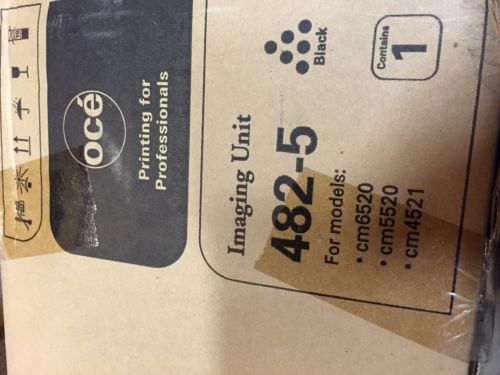 océ
Printing for
Professionals
Imaging Unit
482-5
For models:
• cm6520
• cm5520
• cm4521
Black
Contains
1